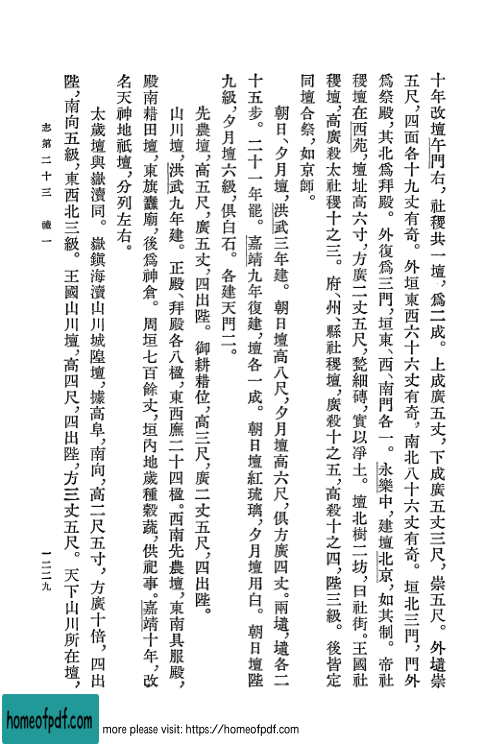 十年改壇午門右，社稷共一壇，爲二成。上成廣五丈，下成廣五丈三尺，崇五尺。外壝崇
五尺，四面各十九丈有奇。外垣東西六十六丈有奇，南北八十六丈有奇。垣北三門，門外
爲祭殿，其北爲拜殿。外復爲三門，垣東、西、南門各一。永樂中，建壇北京，如其制。帝社
稷壇在西苑，壇址高六寸，方廣二丈五尺，甃細磚，實以淨土。壇北樹二坊，曰社街。王國社
稷壇，高廣殺太社稷十之三。府、州、縣社稷壇，廣殺十之五，高殺十之四，陛三級。後皆定
同壇合祭，如京師。
朝日、夕月壇，洪武三年建。朝日壇高八尺，夕月壇高六尺，俱方廣四丈。兩壝，壝各二
十五步。二十一年罷。嘉靖九年復建，壇各一成。朝日壇紅琉璃，夕月壇用白。朝日壇陛
九級，夕月壇六級，俱白石。各建天門二。
先農壇，高五尺，廣五丈，四出陛。御耕耤位，高三尺，廣二丈五尺，四出陛。
山川壇，洪武九年建。正殿、拜殿各八楹，東西廡二十四楹。西南先農壇，東南具服殿，
殿南耤田壇，東旗纛廟，後爲神倉。周垣七百餘丈，垣內地歲種穀蔬，供祀事。嘉靖十年，改
名天神地祇壇，分列左右。
太歲壇與嶽瀆同。嶽鎮海瀆山川城隍壇，據高阜，南向，高二尺五寸，方廣十倍，四出
陛，南向五級，東西北三級。王國山川壇，高四尺，四出陛，方三丈五尺。天下山川所在壇，
志第二十三 禮一
一二二九
homeofpdf.com
more please visit: https://homeofpdf.com